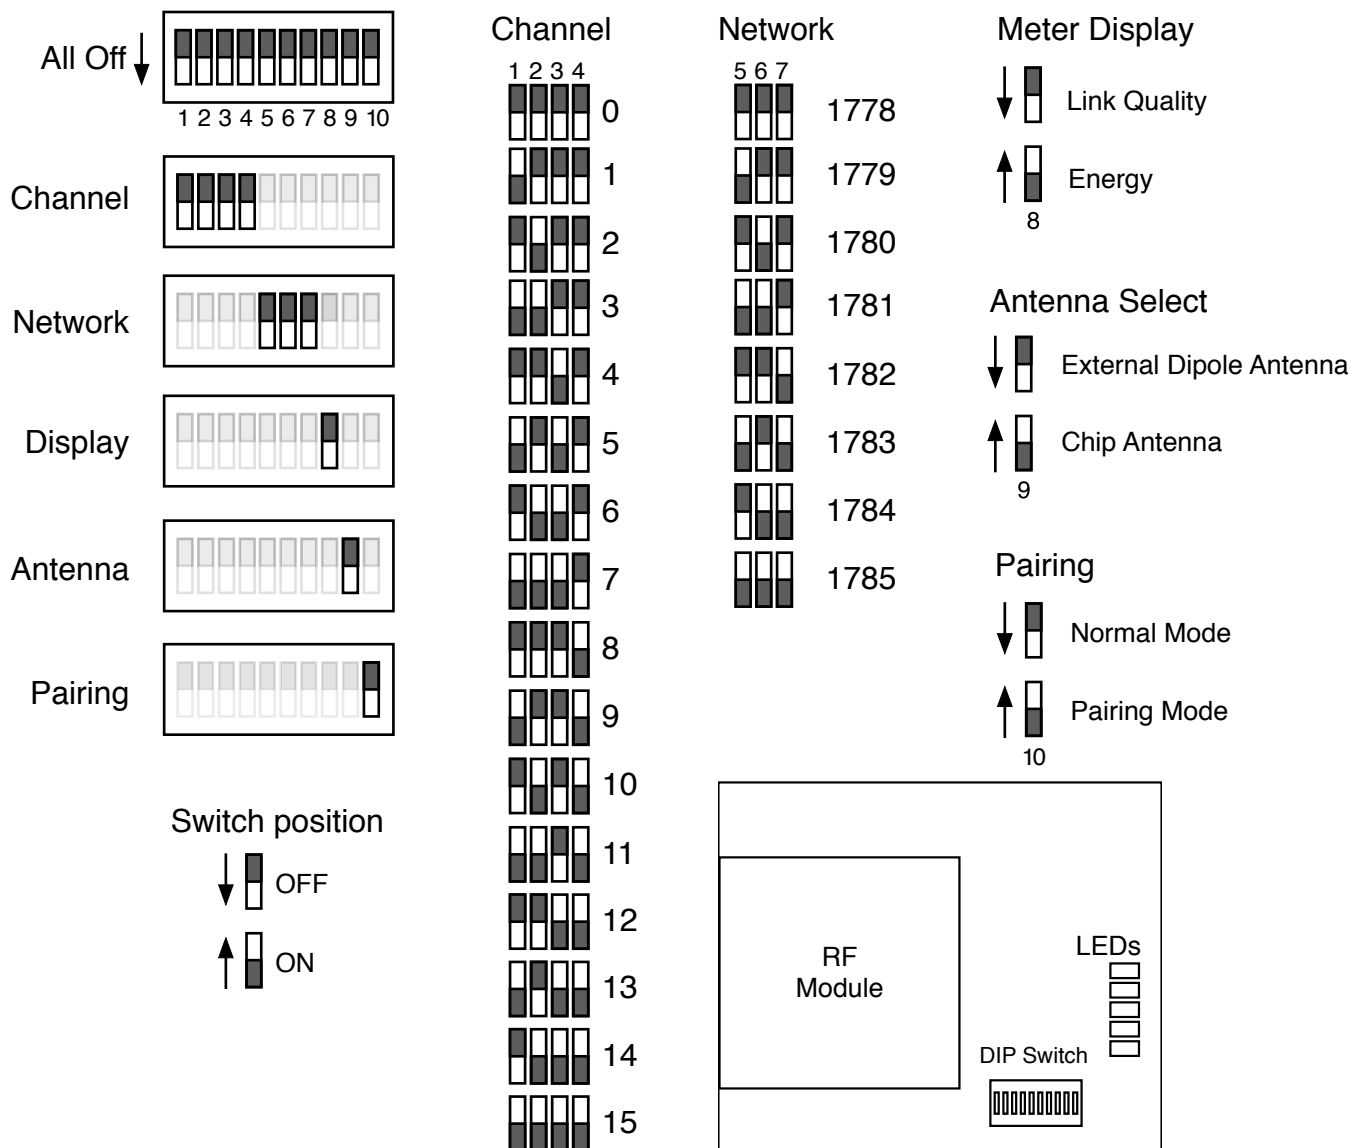 All Off
1 2 3 4 5 6 7 8 9 10
Channel
Network
Display
Antenna
Pairing
Switch position
OFF
ON
Channel
1 2 3 4
0
1
2
3
4
5
6
7
8
9
10
11
12
13
14
15
Network
5 6 7
1778
1779
1780
1781
1782
1783
1784
1785
Meter Display
Link Quality
Energy
8
Antenna Select
External Dipole Antenna
Chip Antenna
9
Pairing
Normal Mode
Pairing Mode
10
RF
Module
LEDs
DIP Switch